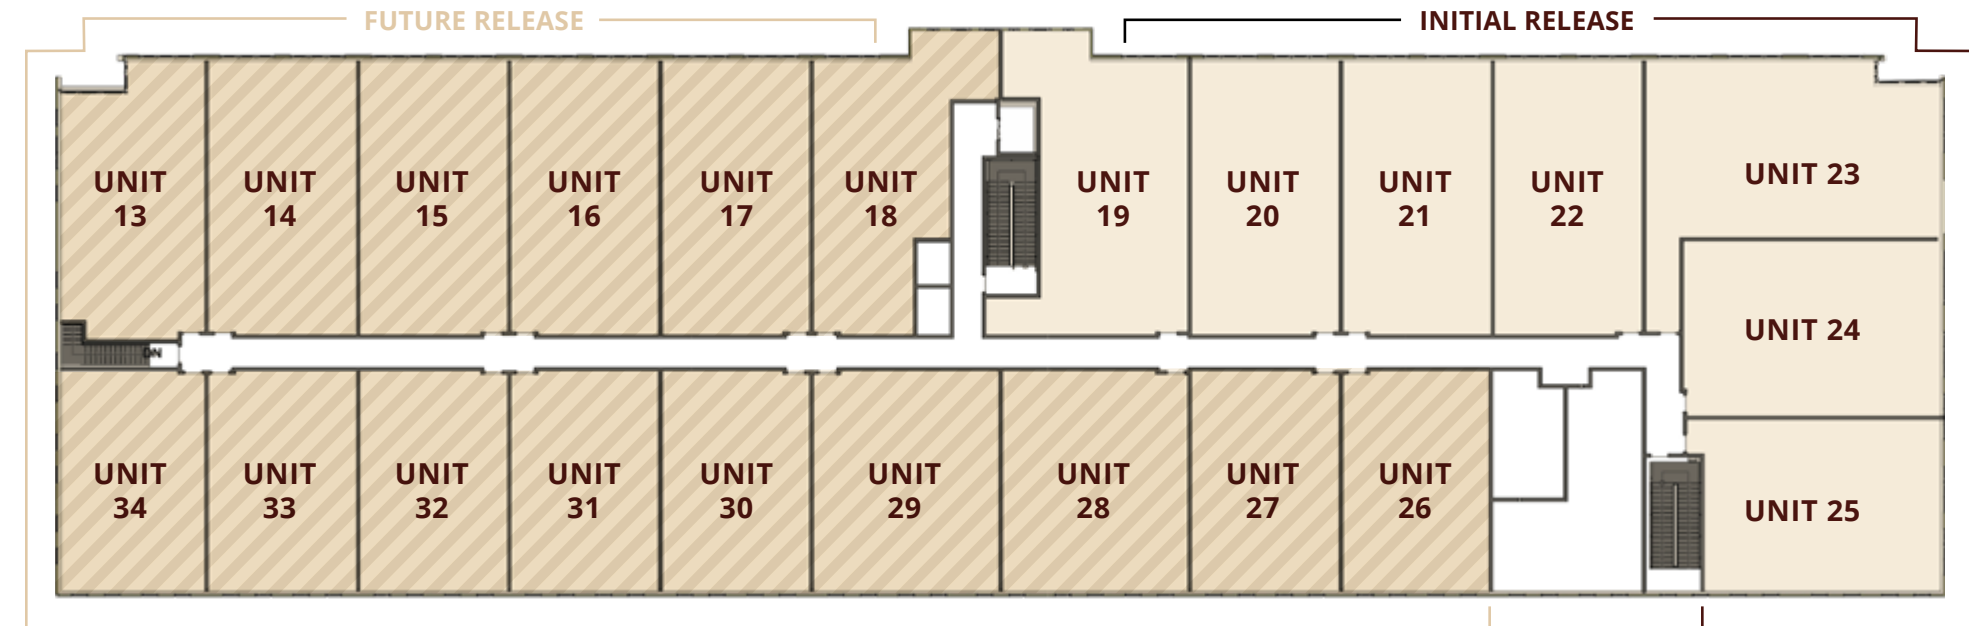 FUTURE RELEASE
INITIAL RELEASE
UNIT
13
UNIT
14
UNIT
15
UNIT
16
UNIT
17
UNIT
18
UNIT
19
UNIT
20
UNIT
21
UNIT
22
UNIT 23
UNIT 24
DN
UNIT
34
UNIT
33
UNIT
32
UNIT
31
UNIT
30
UNIT
29
UNIT
28
UNIT
27
UNIT
26
UNIT 25